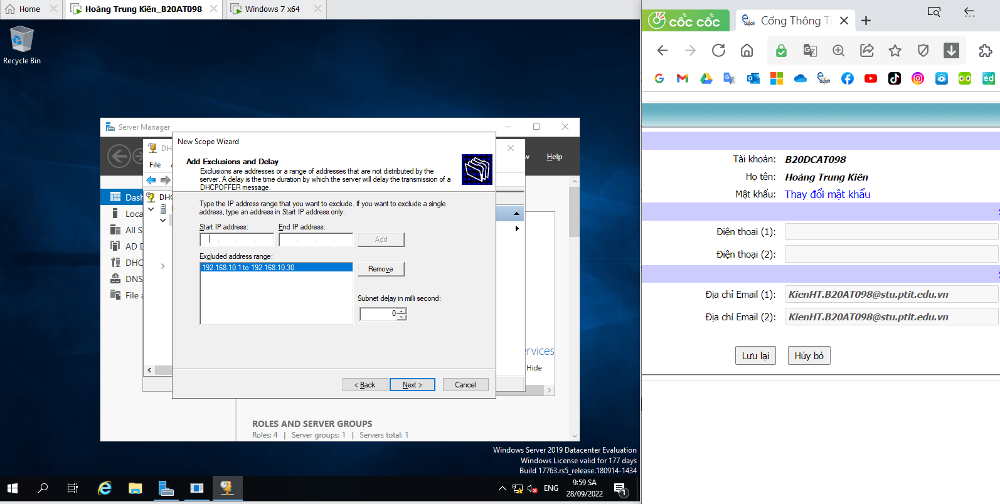 Home
Hoàng Trung Kiên_B20AT098
Windows 7 x64
Recycle Bin
Server Manager
Help
File
Dash
Loca
All S
AD D
DHC
DNS
File a
DHC
New Scope Wizard
Add Exclusions and Delay
Exclusions are addresses or a range of addresses that are not distributed by the
server. A delay is the time duration by which the server will delay the transmission of a
DHCPOFFER message.
Type the IP address range that you want to exclude. If you want to exclude a single
address, type an address in Start IP address only.
Start IP address:
End IP address:
Add
Excluded address range:
192.168.10.1 to 192.168.10.30
Remove
Subnet delay in milli second:
0
< Back
Next >
Cancel
ervices
Hide
ROLES AND SERVER GROUPS
Roles: 4 | Server groups: 1 | Servers total: 1
Windows Server 2019 Datacenter Evaluation
Windows License valid for 177 days
Build 17763.rs5_release.180914-1434
ENG
9:59 SA
28/09/2022
1
cốc cốc
Cổng Thông T
Tài khoản: B20DCAT098
Họ tên: Hoàng Trung Kiên
Mật khẩu: Thay đổi mật khẩu
Điện thoại (1):
Điện thoại (2):
Địa chỉ Email (1): KienHT.B20AT098@stu.ptit.edu.vn
Địa chỉ Email (2): KienHT.B20AT098@stu.ptit.edu.vn
Lưu lại
Hủy bỏ